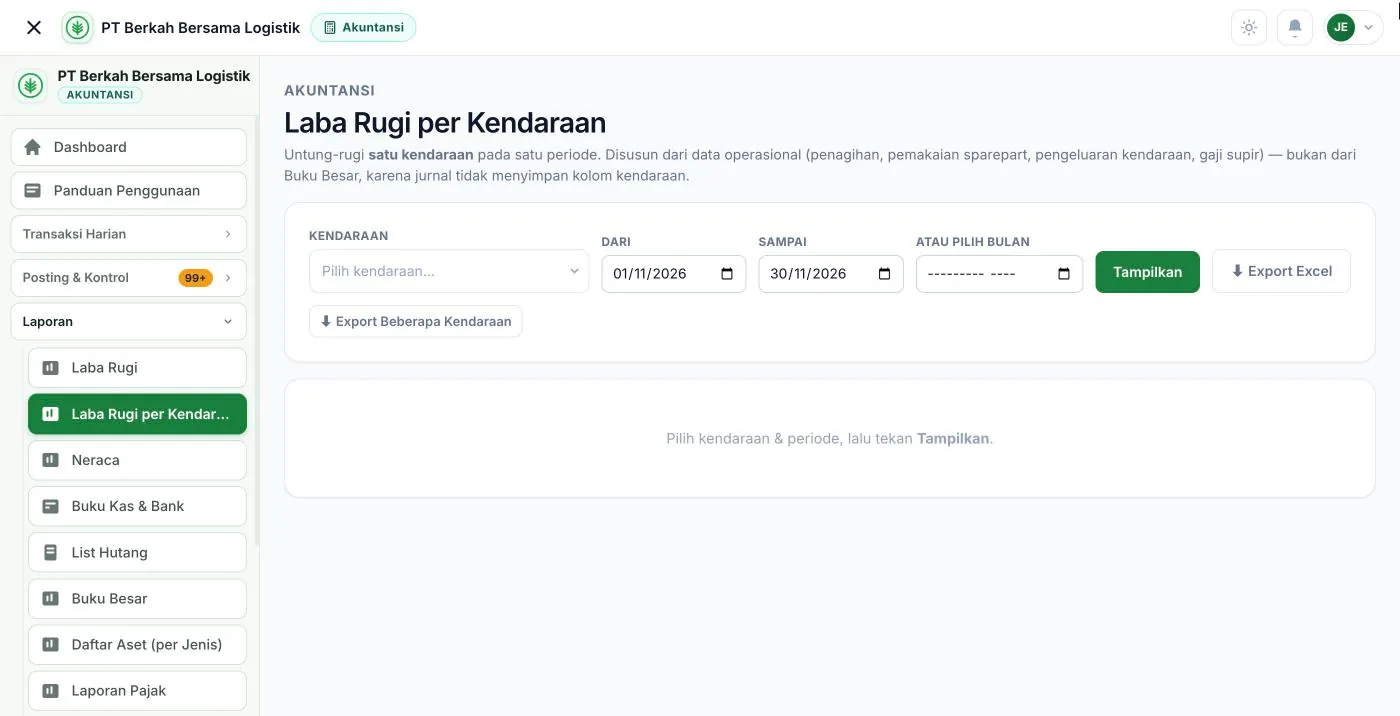 PT Berkah Bersama Logistik
Akuntansi
JE
PT Berkah Bersama Logistik
AKUNTANSI
Dashboard
Panduan Penggunaan
Transaksi Harian
Posting & Kontrol
99+
Laporan
Laba Rugi
Laba Rugi per Kendar...
Neraca
Buku Kas & Bank
List Hutang
Buku Besar
Daftar Aset (per Jenis)
Laporan Pajak
AKUNTANSI
Laba Rugi per Kendaraan
Untung-rugi satu kendaraan pada satu periode. Disusun dari data operasional (penagihan, pemakaian sparepart, pengeluaran kendaraan, gaji supir) — bukan dari
Buku Besar, karena jurnal tidak menyimpan kolom kendaraan.
KENDARAAN
Pilih kendaraan...
DARI
01/11/2026
SAMPAI
30/11/2026
ATAU PILIH BULAN
--------- ----
Tampilkan
⬇ Export Excel
⬇ Export Beberapa Kendaraan
Pilih kendaraan & periode, lalu tekan Tampilkan.